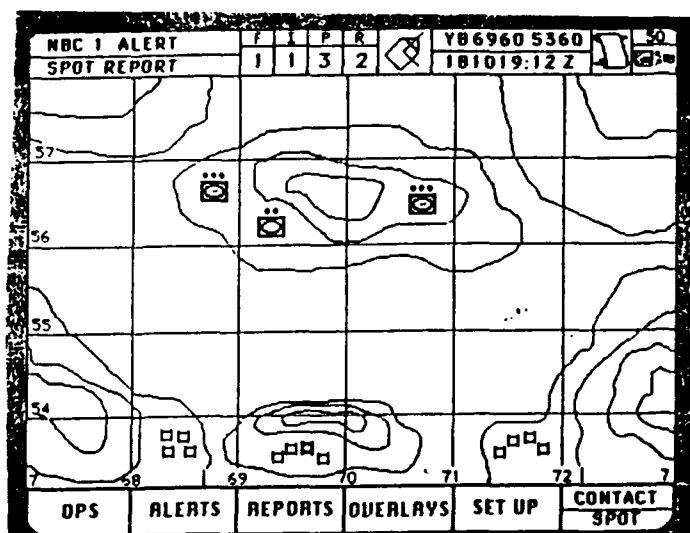 NBC 1 ALERT F I P R YB6960 5360 50
SPOT REPORT 1 1 3 2 181019:12 Z
57
56
55
54
7 68 69 70 71 72 7
OPS ALERTS REPORTS OVERLAYS SET UP CONTACT
SPOT